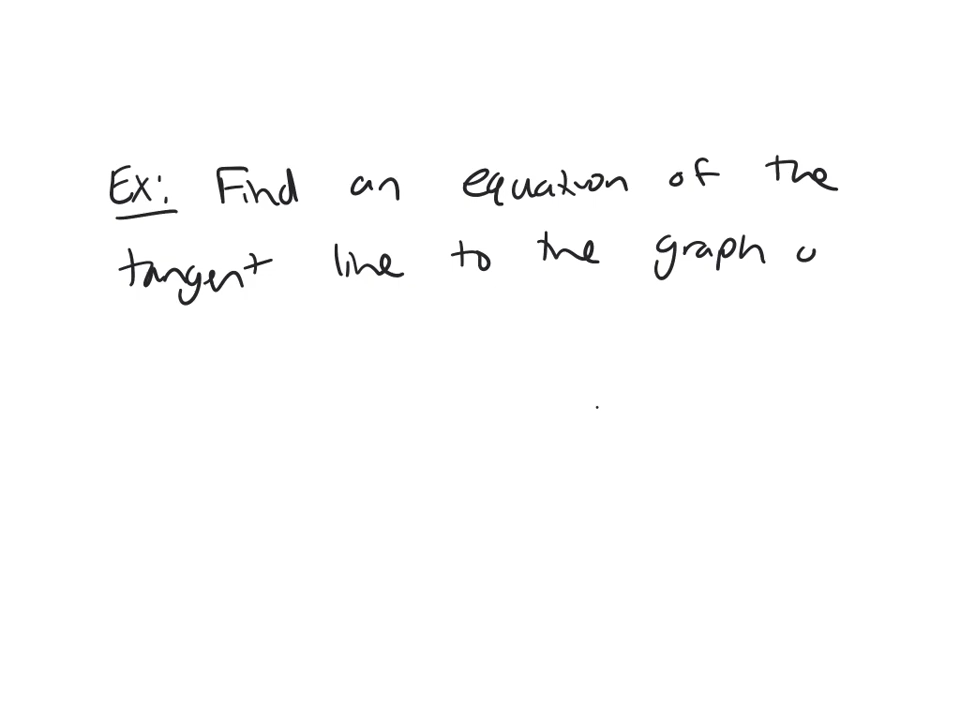 Ex: Find an equation of the
tangent line to the graph o